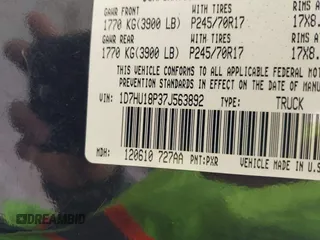 GAWR FRONT WITH TIRES RIMS A
1770 KG(3900 LB) P245/70R17 17X8.
GAWR REAR WITH TIRES RIMS A
1770 KG(3900 LB) P245/70R17 17X8.
THIS VEHICLE CONFORMS TO ALL APPLICABLE FEDERAL MOT
PREVENTION STANDARDS IN EFFECT ON THE DATE OF MANU
VIN: 1D7HU18P37J563892 TYPE: TRUCK
MDH: 120610 727AA PNT:PXR VEHICLE MADE IN U.S
DREAMBID